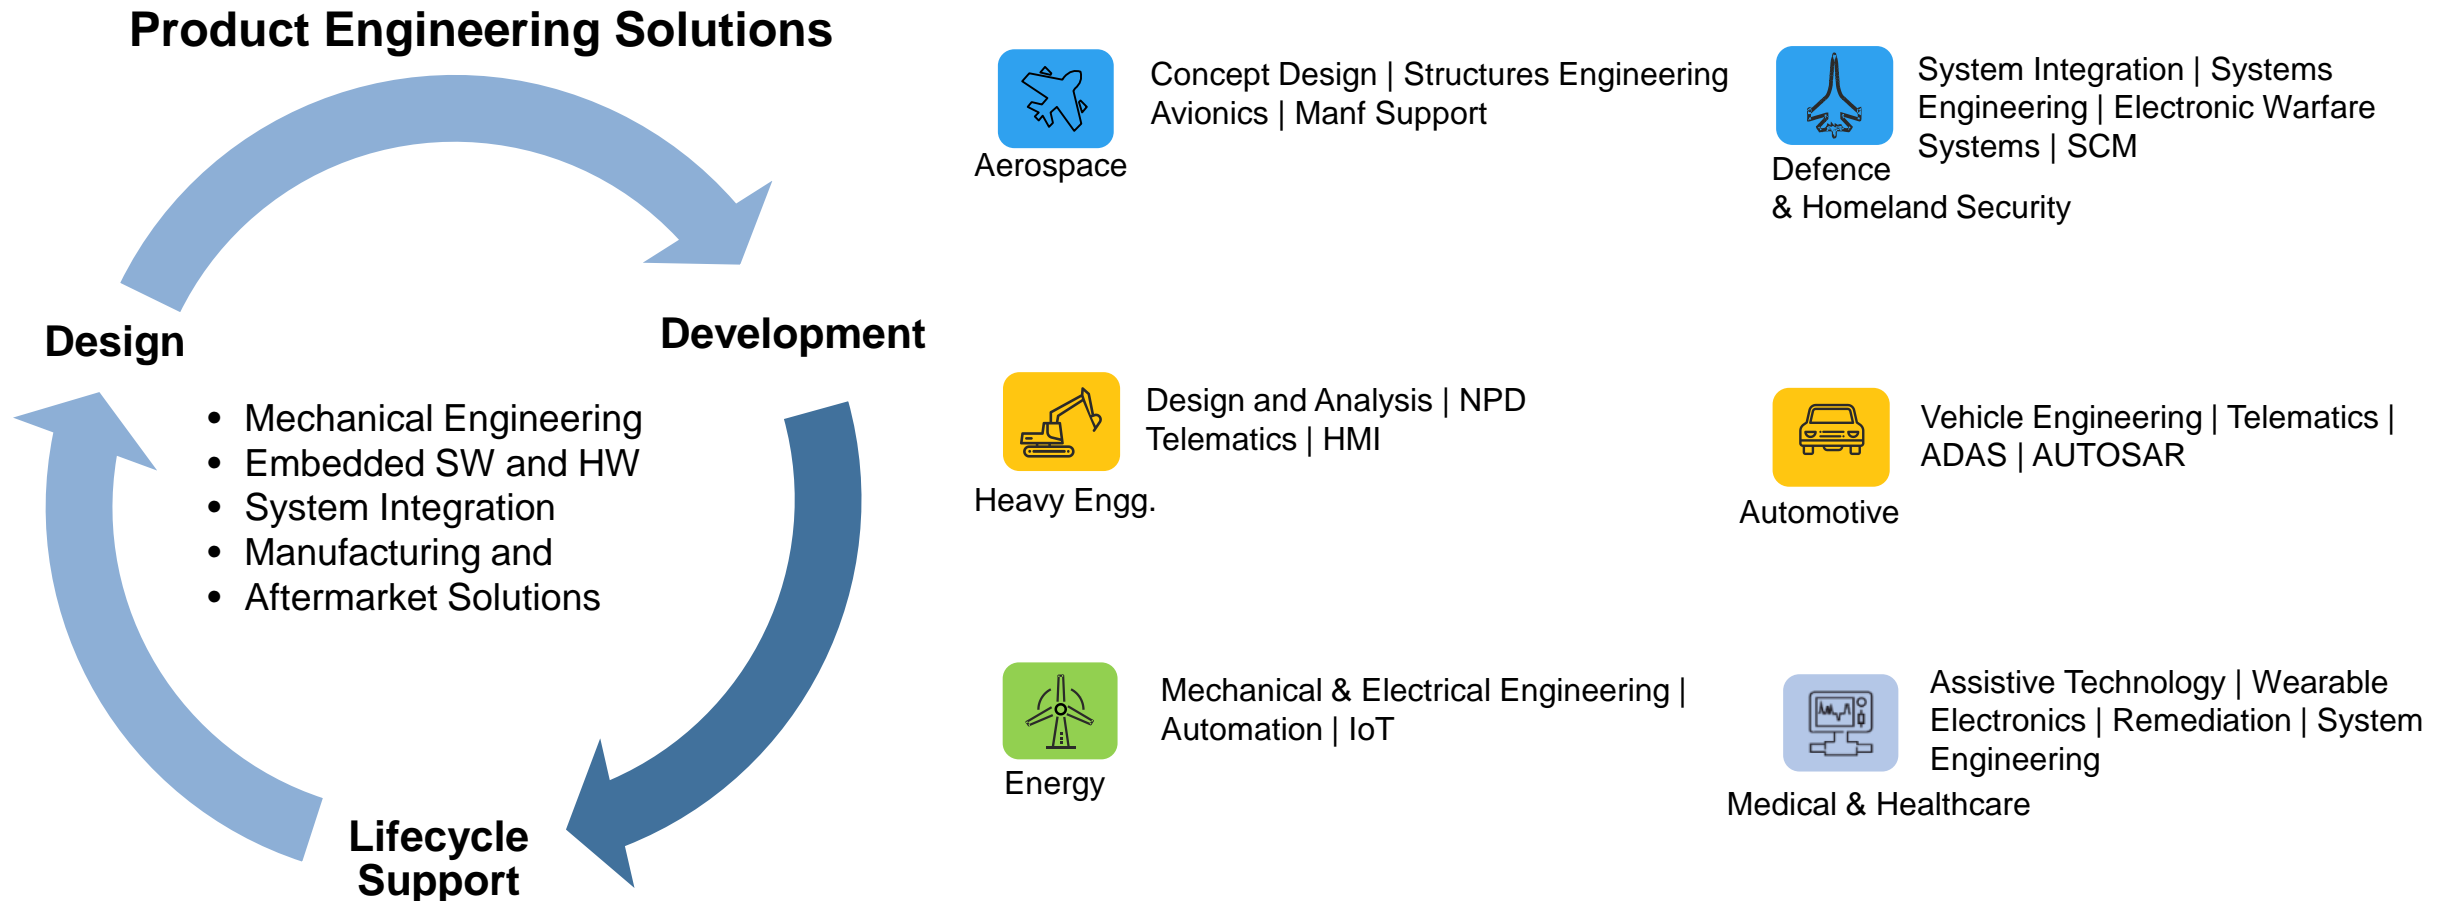 Product Engineering Solutions
Design
Development
• Mechanical Engineering
• Embedded SW and HW
• System Integration
• Manufacturing and
• Aftermarket Solutions
Lifecycle
Support
Concept Design | Structures Engineering
Avionics | Manf Support
Aerospace
System Integration | Systems
Engineering | Electronic Warfare
Systems | SCM
Defence
& Homeland Security
Design and Analysis | NPD
Telematics | HMI
Heavy Engg.
Vehicle Engineering | Telematics |
ADAS | AUTOSAR
Automotive
Mechanical & Electrical Engineering |
Automation | IoT
Energy
Assistive Technology | Wearable
Electronics | Remediation | System
Engineering
Medical & Healthcare